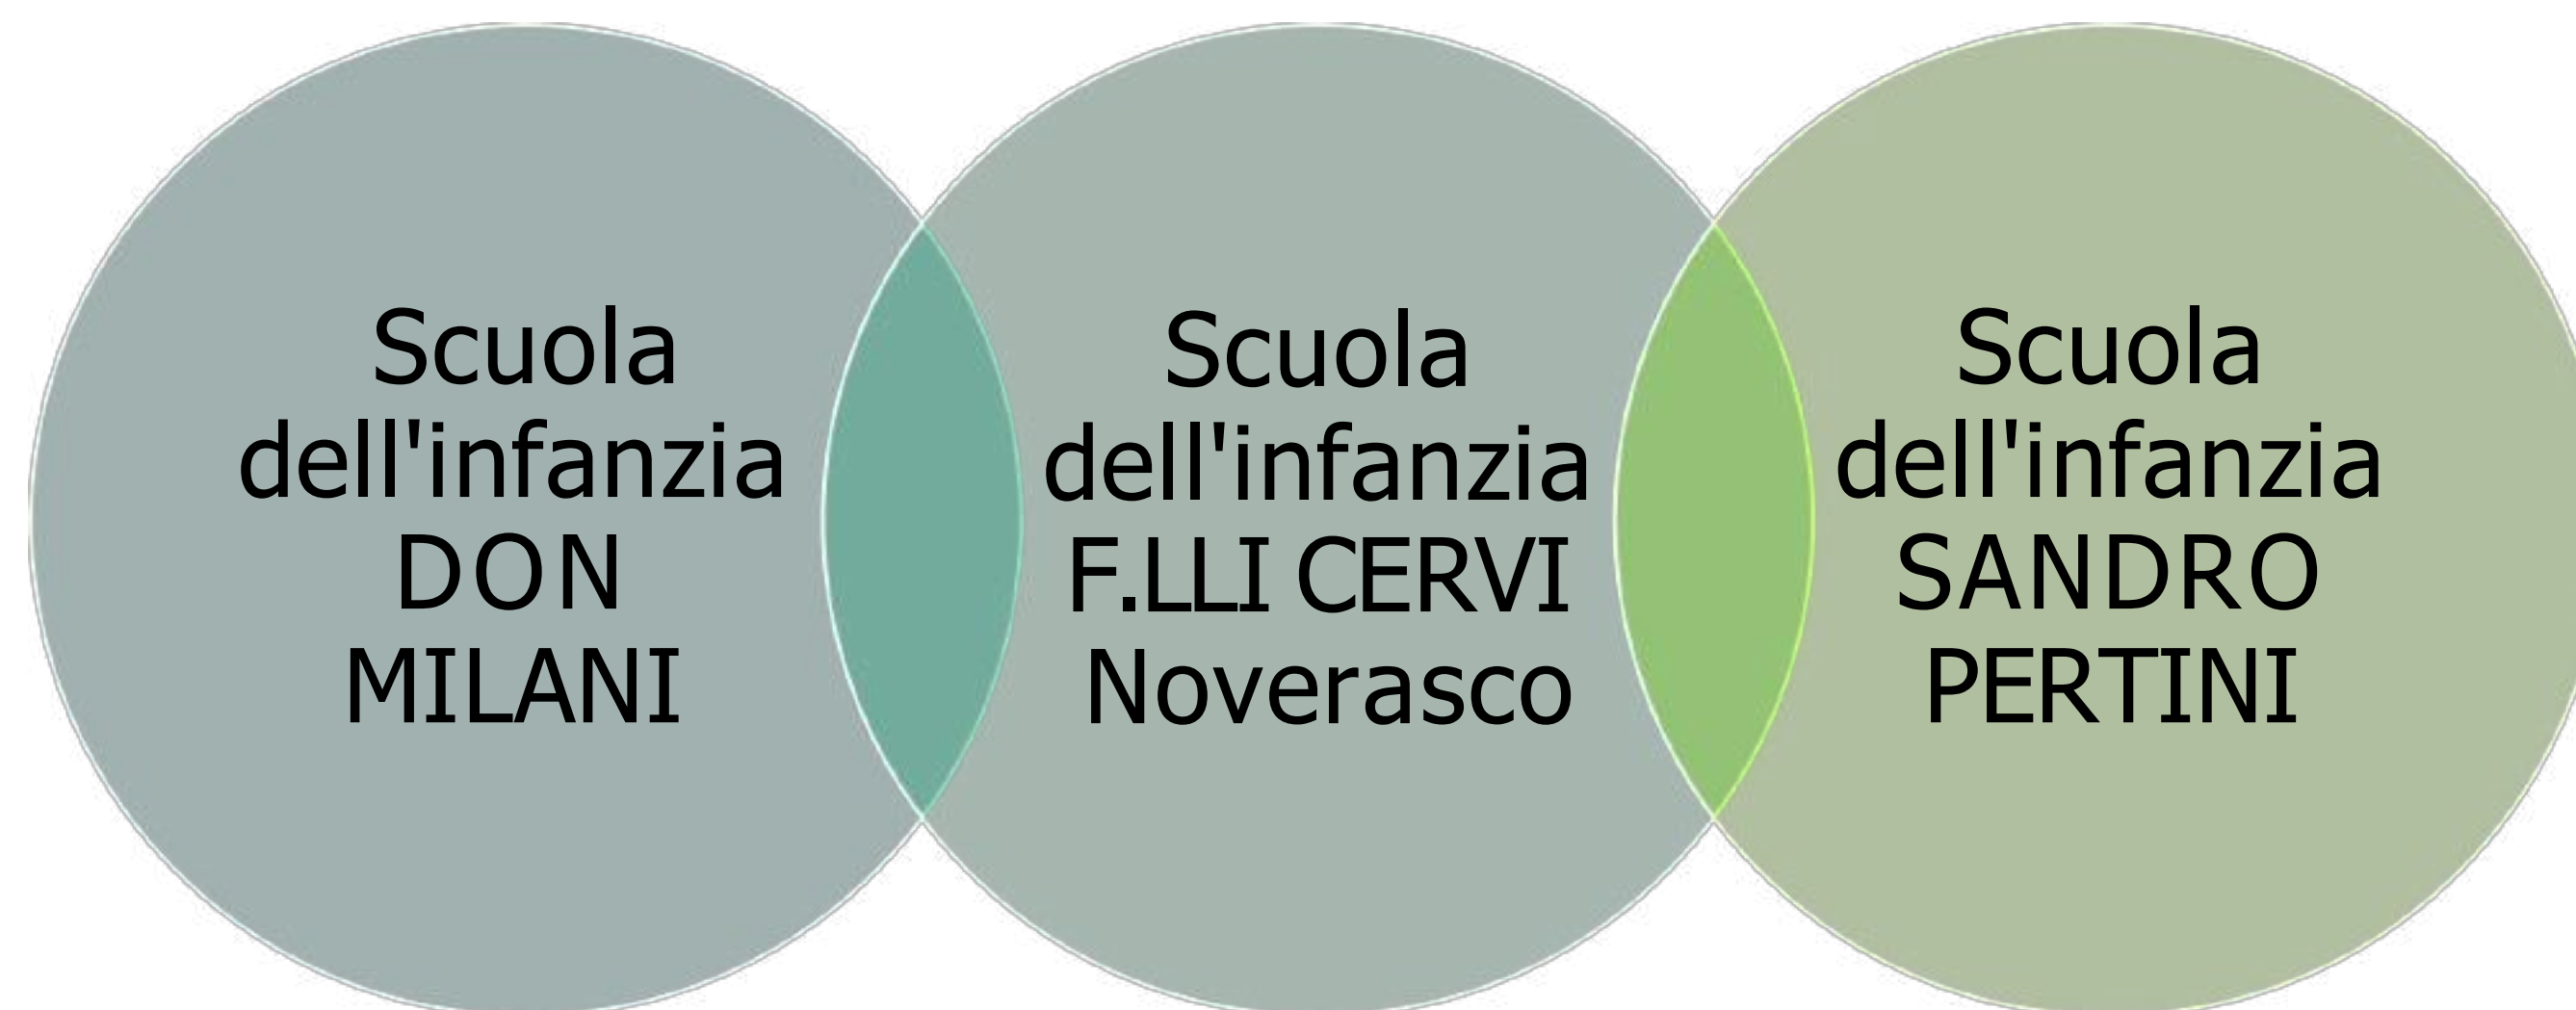 Scuola
dell'infanzia
DON
MILANI
Scuola
dell'infanzia
F.LLI CERVI
Noverasco
Scuola
dell'infanzia
SANDRO
PERTINI